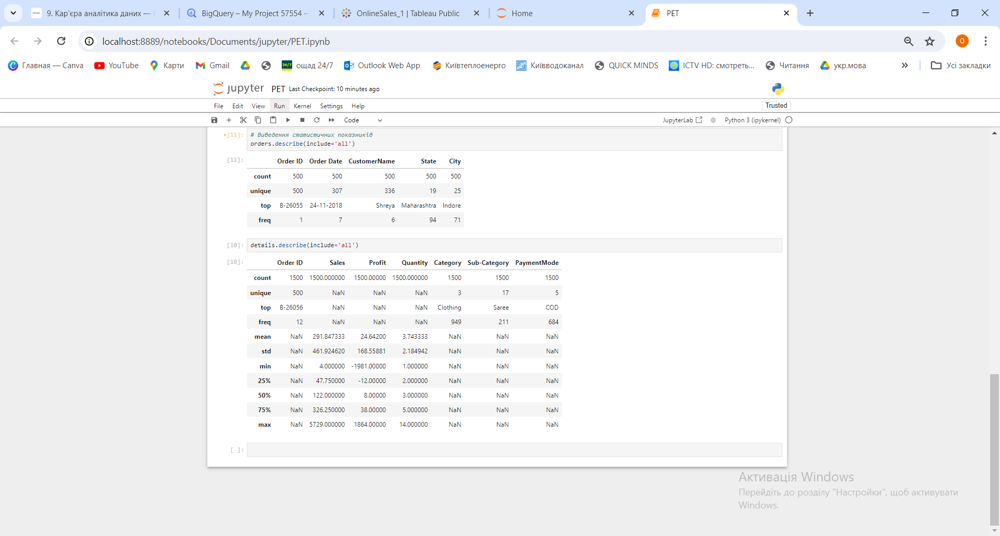 9. Кар'єра аналітика даних —
BigQuery – My Project 57554 –
OnlineSales_1 | Tableau Public
Home
PET
localhost:8889/notebooks/Documents/jupyter/PET.ipynb
O
Главная — Canva
YouTube
Карти
Gmail
24/7 ощад 24/7
Outlook Web App
Київтеплоенерго
Київводоканал
QUICK MINDS
ICTV HD: смотреть...
Читання
укр.мова
Усі закладки
jupyter PET Last Checkpoint: 10 minutes ago
File Edit View Run Kernel Settings Help
Trusted
Code
JupyterLab
Python 3 (ipykernel)
•[11]: # Виведення статистичних показників
orders.describe(include='all')
[11]: Order ID Order Date CustomerName State City
count 500 500 500 500 500
unique 500 307 336 19 25
top B-26055 24-11-2018 Shreya Maharashtra Indore
freq 1 7 6 94 71
[10]: details.describe(include='all')
[10]: Order ID Sales Profit Quantity Category Sub-Category PaymentMode
count 1500 1500.000000 1500.00000 1500.000000 1500 1500 1500
unique 500 NaN NaN NaN 3 17 5
top B-26056 NaN NaN NaN Clothing Saree COD
freq 12 NaN NaN NaN 949 211 684
mean NaN 291.847333 24.64200 3.743333 NaN NaN NaN
std NaN 461.924620 168.55881 2.184942 NaN NaN NaN
min NaN 4.000000 -1981.00000 1.000000 NaN NaN NaN
25% NaN 47.750000 -12.00000 2.000000 NaN NaN NaN
50% NaN 122.000000 8.00000 3.000000 NaN NaN NaN
75% NaN 326.250000 38.00000 5.000000 NaN NaN NaN
max NaN 5729.000000 1864.00000 14.000000 NaN NaN NaN
[ ]:
Активація Windows
Перейдіть до розділу "Настройки", щоб активувати
Windows.